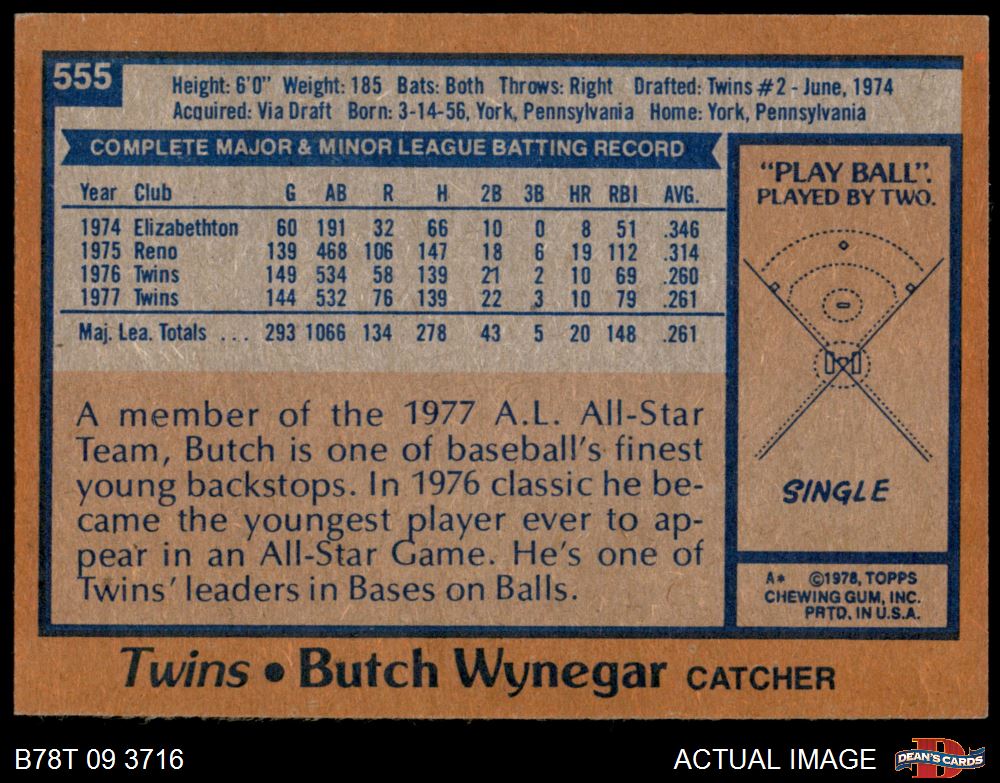 555
Height: 6'0" Weight: 185 Bats: Both Throws: Right Drafted: Twins #2 - June, 1974
Acquired: Via Draft Born: 3-14-56, York, Pennsylvania Home: York, Pennsylvania
COMPLETE MAJOR & MINOR LEAGUE BATTING RECORD
Year Club G AB R H 2B 3B HR RBI AVG.
1974 Elizabethton 60 191 32 66 10 0 8 51 .346
1975 Reno 139 468 106 147 18 6 19 112 .314
1976 Twins 149 534 58 139 21 2 10 69 .260
1977 Twins 144 532 76 139 22 3 10 79 .261
Maj. Lea. Totals ... 293 1066 134 278 43 5 20 148 .261
A member of the 1977 A.L. All-Star
Team, Butch is one of baseball's finest
young backstops. In 1976 classic he be-
came the youngest player ever to ap-
pear in an All-Star Game. He's one of
Twins' leaders in Bases on Balls.
"PLAY BALL".
PLAYED BY TWO.
SINGLE
A* ©1978, TOPPS
CHEWING GUM, INC.
PRTD. IN U.S.A.
Twins • Butch Wynegar CATCHER
B78T 09 3716
ACTUAL IMAGE
D
DEAN'S CARDS